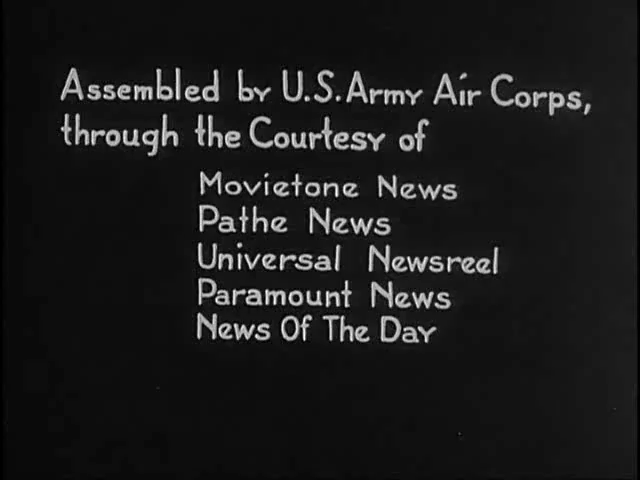 Assembled by U.S. Army Air Corps,
through the Courtesy of
Movietone News
Pathe News
Universal Newsreel
Paramount News
News Of The Day